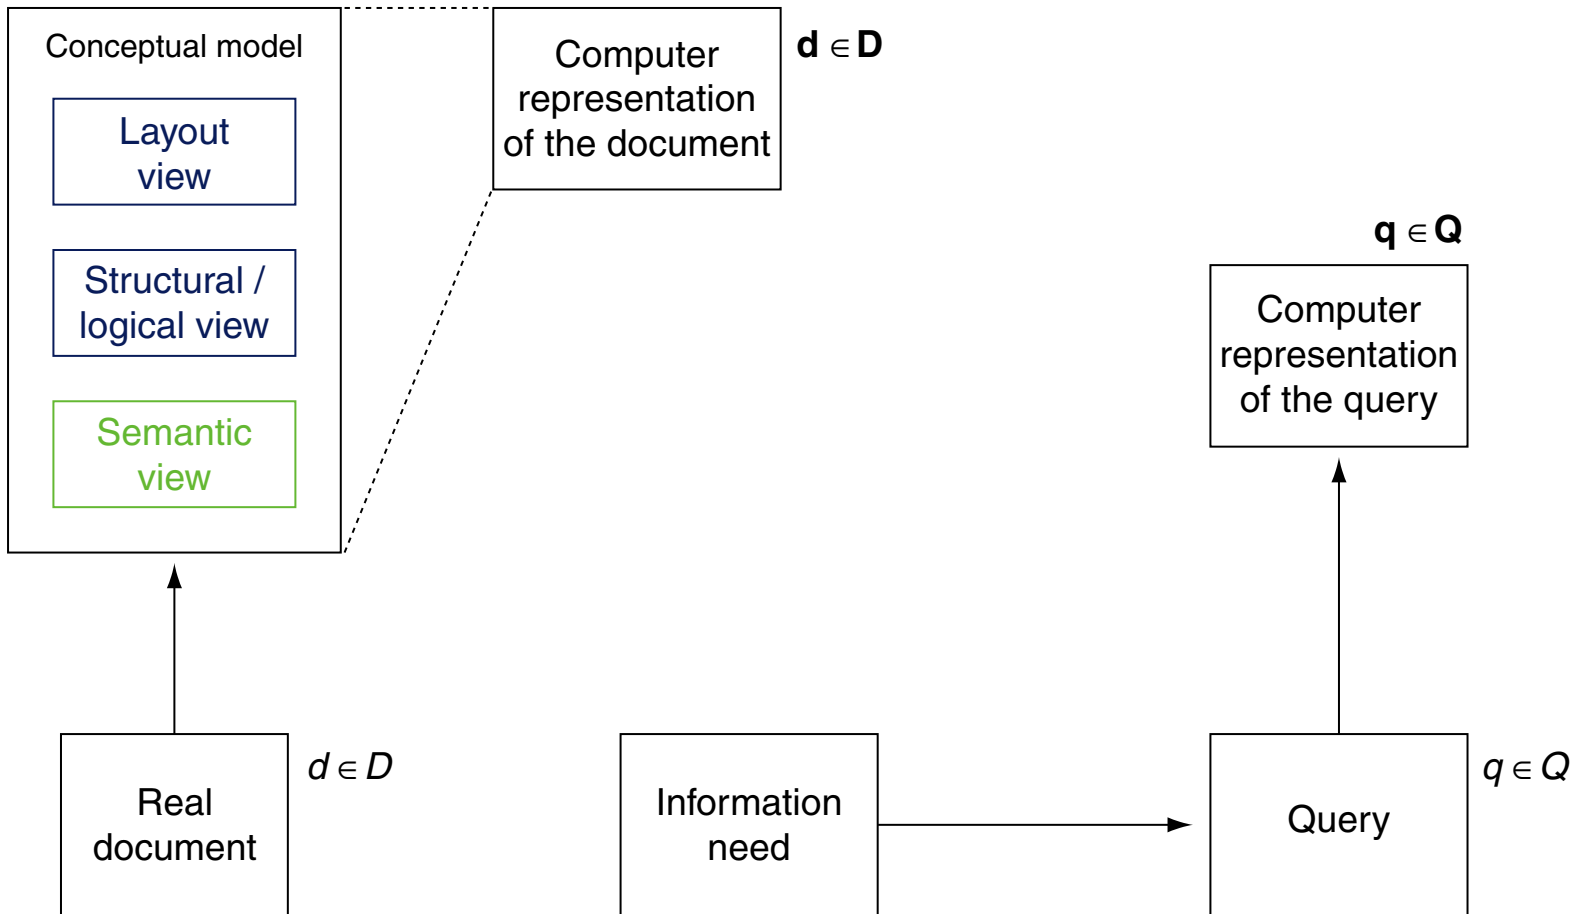 Conceptual model
Layout
view
Structural /
logical view
Semantic
view
Computer
representation
of the document
d ∈ D
q ∈ Q
Computer
representation
of the query
Real
document
d ∈ D
Information
need
Query
q ∈ Q